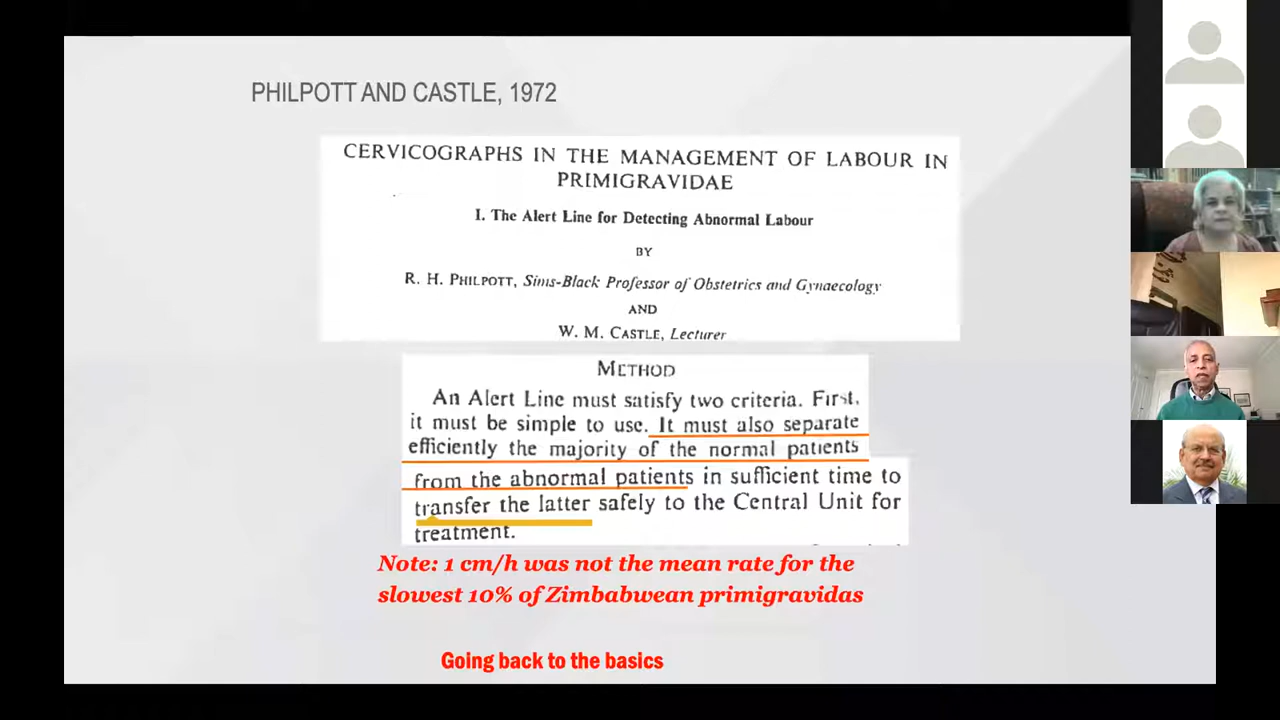 PHILPOTT AND CASTLE, 1972
CERVICOGRAPHS IN THE MANAGEMENT OF LABOUR IN
PRIMIGRAVIDAE
I. The Alert Line for Detecting Abnormal Labour
BY
R. H. PHILPOTT, Sims-Black Professor of Obstetrics and Gynaecology
AND
W. M. CASTLE, Lecturer
METHOD
An Alert Line must satisfy two criteria. First,
it must be simple to use. It must also separate
efficiently the majority of the normal patients
from the abnormal patients in sufficient time to
transfer the latter safely to the Central Unit for
treatment.
Note: 1 cm/h was not the mean rate for the
slowest 10% of Zimbabwean primigravidas
Going back to the basics